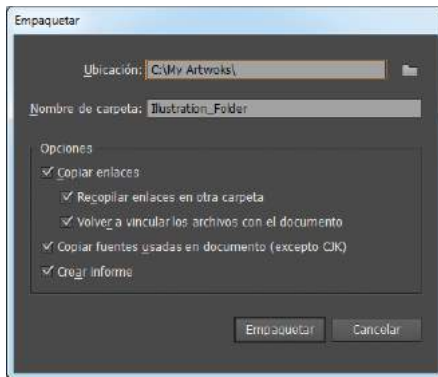 Empaquetar
Ubicación: C:\My Artwoks\
Nombre de carpeta: Illustration_Folder
Opciones
Copiar enlaces
Recopilar enlaces en otra carpeta
Volver a vincular los archivos con el documento
Copiar fuentes usadas en documento (excepto CJK)
Crear informe
Empaquetar Cancelar